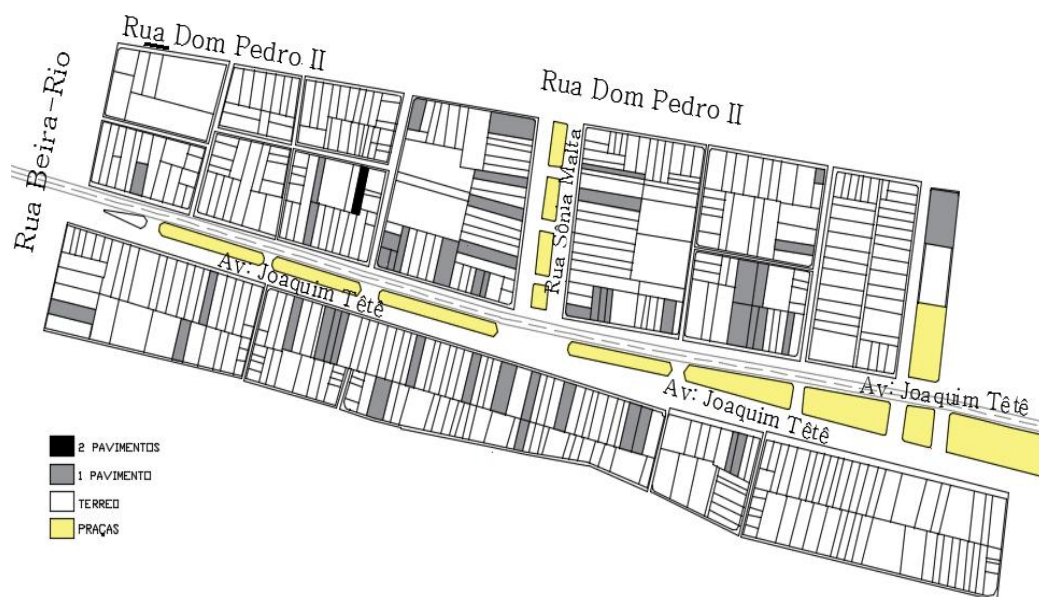 Rua Dom Pedro II
Rua Dom Pedro II
Rua Beira-Rio
Rua Sônia Malta
Av: Joaquim Têtê
Av: Joaquim Têtê
Av: Joaquim Têtê
2 PAVIMENTOS
1 PAVIMENTO
TERREO
PRAÇAS